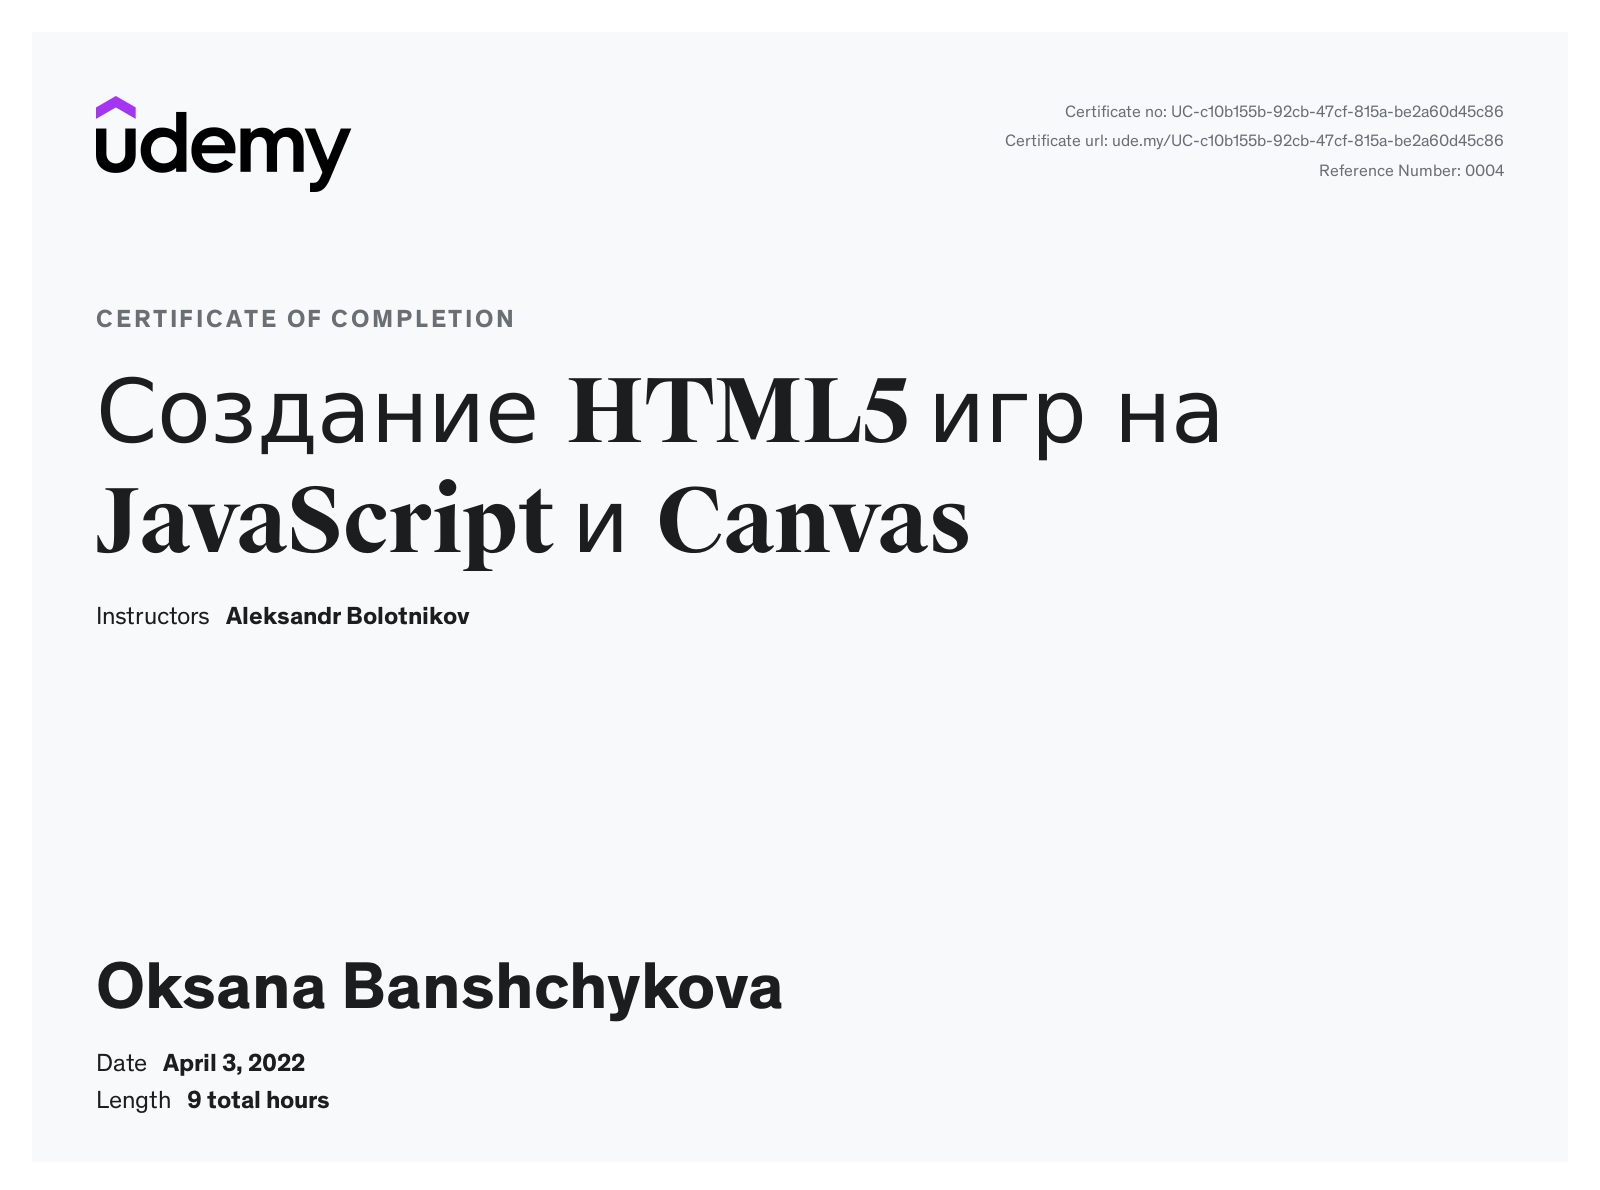 udemy
Certificate no: UC-c10b155b-92cb-47cf-815a-be2a60d45c86
Certificate url: ude.my/UC-c10b155b-92cb-47cf-815a-be2a60d45c86
Reference Number: 0004
CERTIFICATE OF COMPLETION
Создание HTML5 игр на
JavaScript и Canvas
Instructors Aleksandr Bolotnikov
Oksana Banshchykova
Date April 3, 2022
Length 9 total hours